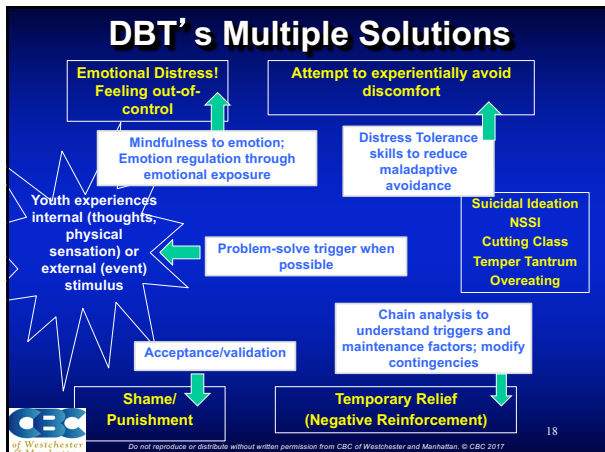 DBT's Multiple Solutions
Emotional Distress!
Feeling out-of-
control
Attempt to experientially avoid
discomfort
Mindfulness to emotion;
Emotion regulation through
emotional exposure
Distress Tolerance
skills to reduce
maladaptive
avoidance
Youth experiences
internal (thoughts,
physical
sensation) or
external (event)
stimulus
Problem-solve trigger when
possible
Suicidal Ideation
NSSI
Cutting Class
Temper Tantrum
Overeating
Chain analysis to
understand triggers and
maintenance factors; modify
contingencies
Acceptance/validation
Shame/
Punishment
Temporary Relief
(Negative Reinforcement)
CBC
of Westchester
& Manhattan
18
Do not reproduce or distribute without written permission from CBC of Westchester and Manhattan. © CBC 2017